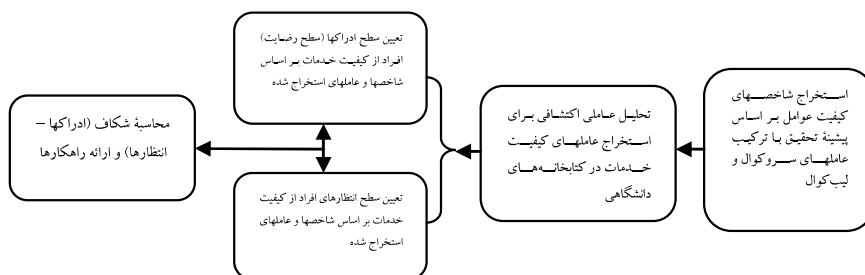 استخراج شاخصهای
کیفیت عوامل بر اساس
پیشینهٔ تحقیق با ترکیب
عاملهای سروکوال و
لیب‌کوال
تحلیل عاملی اکتشافی برای
استخراج عاملهای کیفیت
خدمات در کتابخانه‌های
دانشگاهی
تعیین سطح ادراکها (سطح رضایت)
افراد از کیفیت خدمات بر اساس
شاخصها و عاملهای استخراج شده
تعیین سطح انتظارهای افراد از کیفیت
خدمات بر اساس شاخصها و عاملهای
استخراج شده
محاسبهٔ شکاف (ادراکها –
انتظارها) و ارائه راهکارها